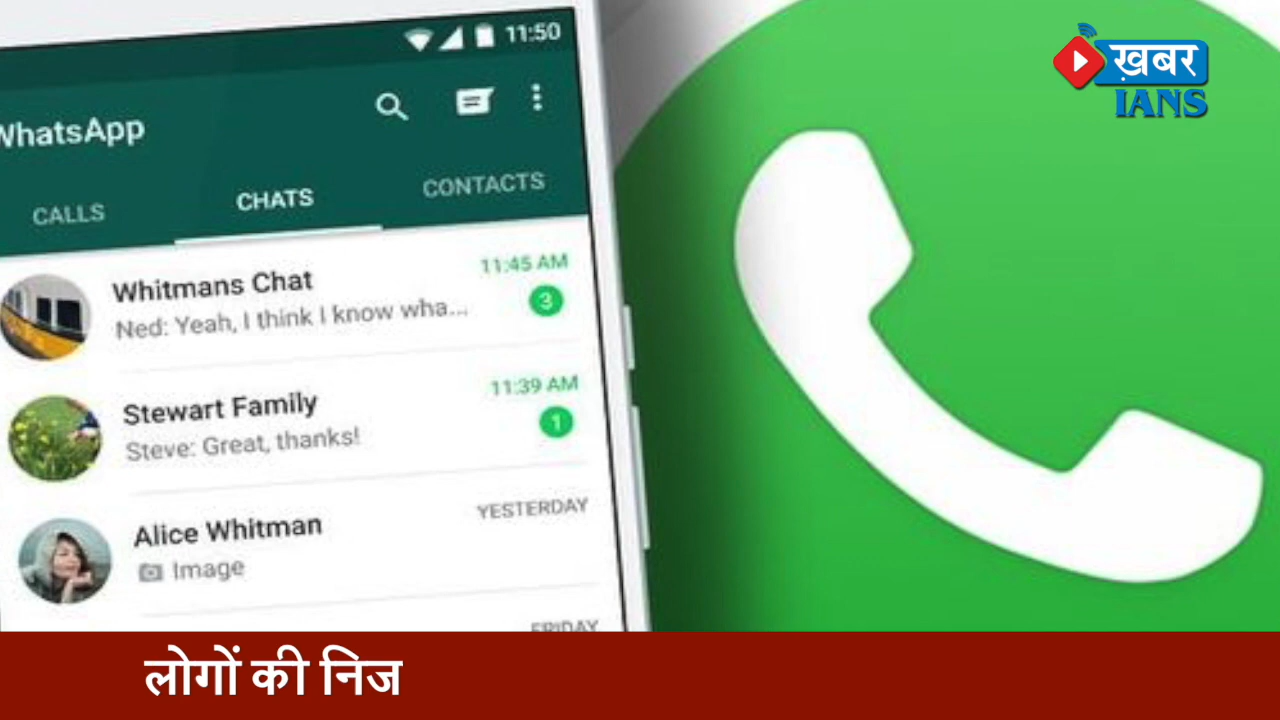 11:50
ख़बर
IANS
WhatsApp
CALLS CHATS CONTACTS
Whitmans Chat 11:45 AM
Ned: Yeah, I think I know wha... 3
Stewart Family 11:39 AM
Steve: Great, thanks! 1
Alice Whitman YESTERDAY
Image
FRIDAY
लोगों की निज